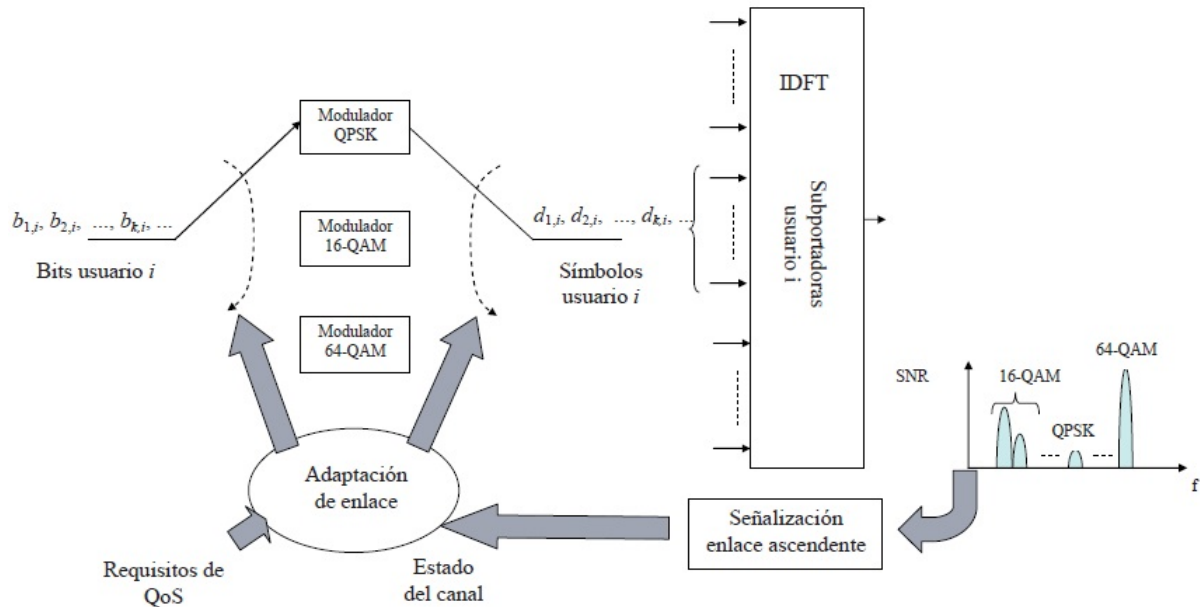 IDFT
Subportadoras
usuario i
Modulador
QPSK
b1,i, b2,i, ..., bk,i, ...
Bits usuario i
Modulador
16-QAM
d1,i, d2,i, ..., dk,i, ...
Símbolos
usuario i
Modulador
64-QAM
64-QAM
SNR
16-QAM
QPSK
f
Adaptación
de enlace
Señalización
enlace ascendente
Requisitos de
QoS
Estado
del canal